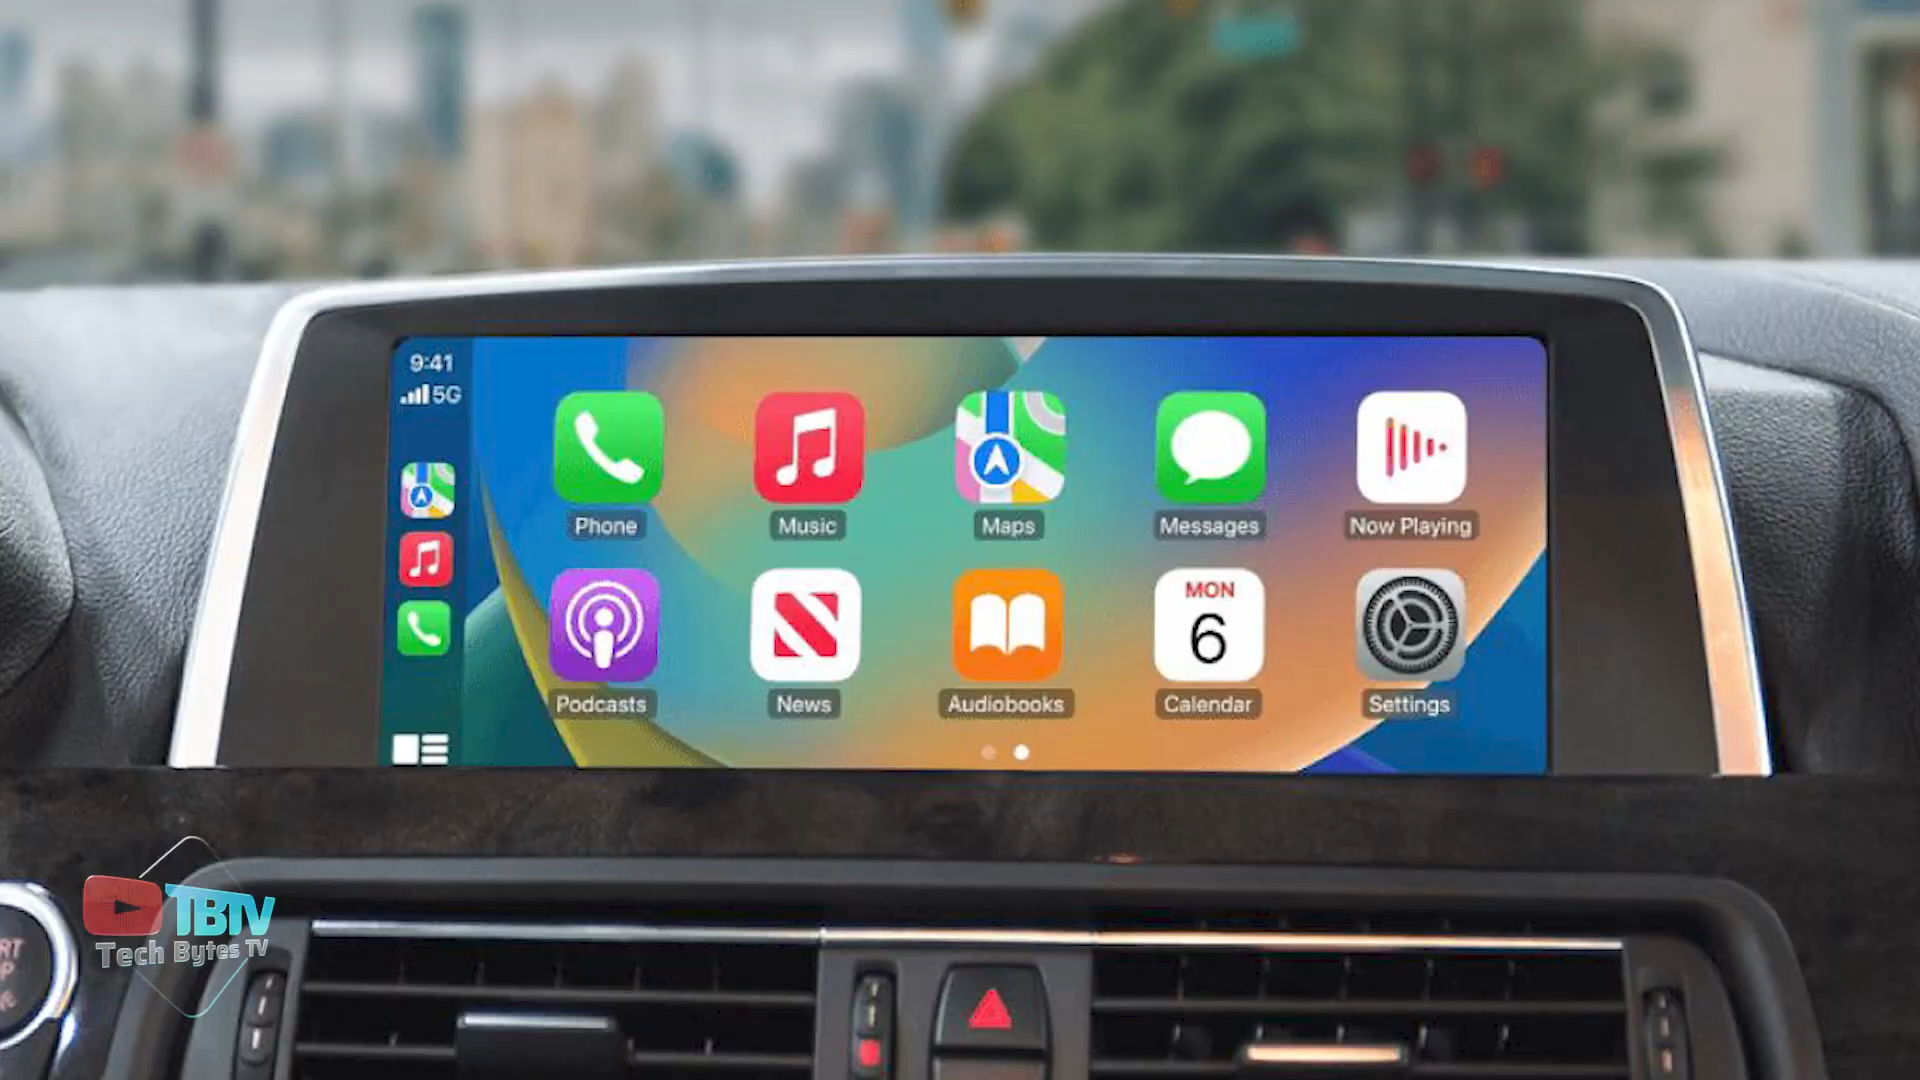 9:41
5G
Phone
Music
Maps
Messages
Now Playing
MON
6
Podcasts
News
Audiobooks
Calendar
Settings
TBTV
Tech Bytes TV